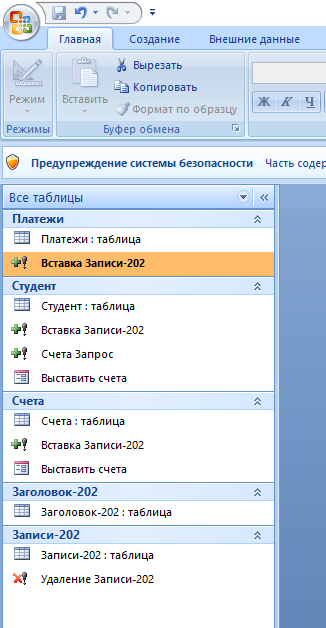 Главная Создание Внешние данные
Режим
Вставить
Вырезать
Копировать
Формат по образцу
Ж К Ч
Режимы Буфер обмена
Предупреждение системы безопасности Часть содер
Все таблицы
Платежи
Платежи : таблица
Вставка Записи-202
Студент
Студент : таблица
Вставка Записи-202
Счета Запрос
Выставить счета
Счета
Счета : таблица
Вставка Записи-202
Выставить счета
Заголовок-202
Заголовок-202 : таблица
Записи-202
Записи-202 : таблица
Удаление Записи-202